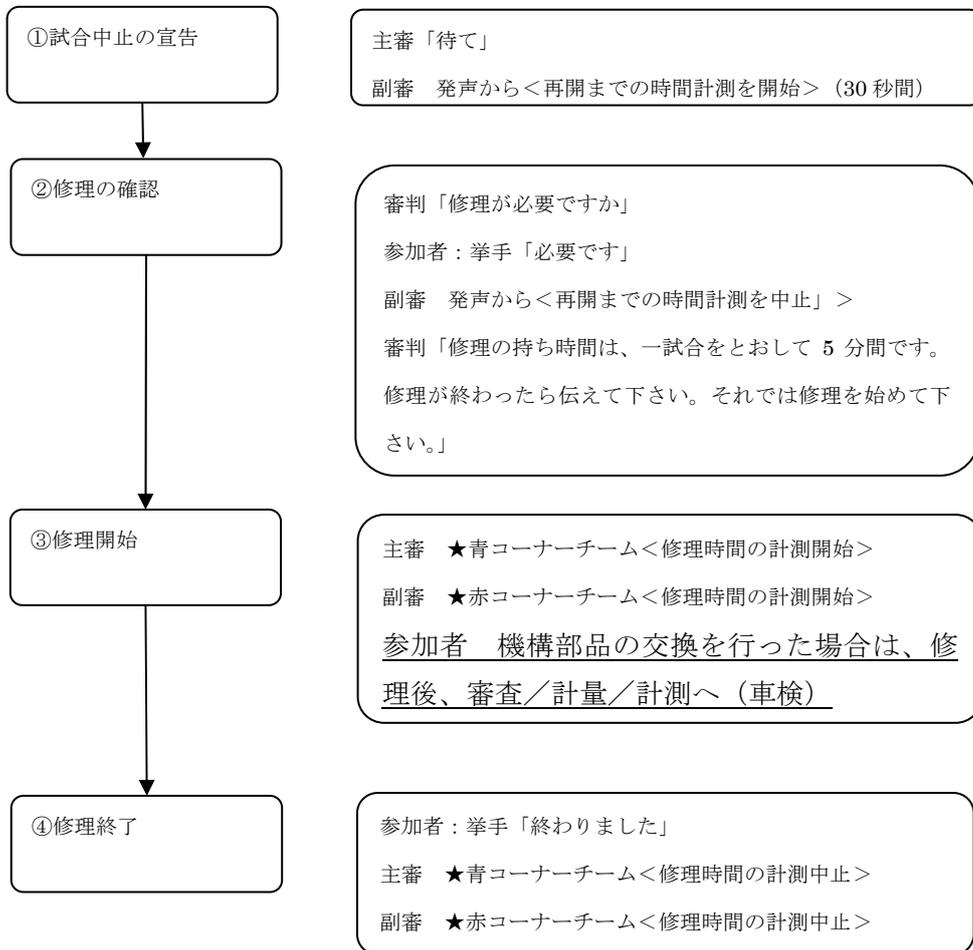 ①試合中止の宣告
主審「待て」
副審　発声から＜再開までの時間計測を開始＞（30 秒間）
②修理の確認
審判「修理が必要ですか」
参加者：挙手「必要です」
副審　発声から＜再開までの時間計測を中止」＞
審判「修理の持ち時間は、一試合をとおして 5 分間です。
修理が終わったら伝えて下さい。それでは修理を始めて下
さい。」
③修理開始
主審　★青コーナーチーム＜修理時間の計測開始＞
副審　★赤コーナーチーム＜修理時間の計測開始＞
参加者　機構部品の交換を行った場合は、修
理後、審査／計量／計測へ（車検）
④修理終了
参加者：挙手「終わりました」
主審　★青コーナーチーム＜修理時間の計測中止＞
副審　★赤コーナーチーム＜修理時間の計測中止＞